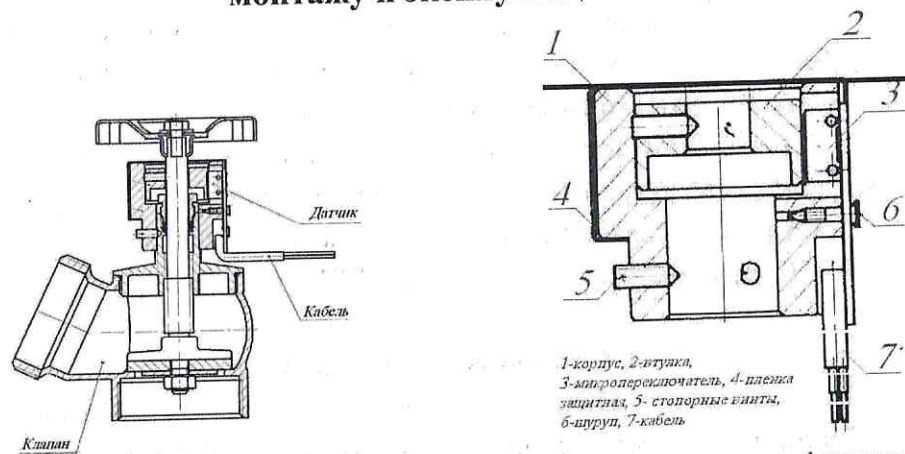 монтажу и
Датчик
Кабель
Клапан
1
2
3
4
5
6
7
1-корпус, 2-втулка,
3-микропереключатель, 4-пленка
защитная, 5- стопорные винты,
6-шуруп, 7-кабель